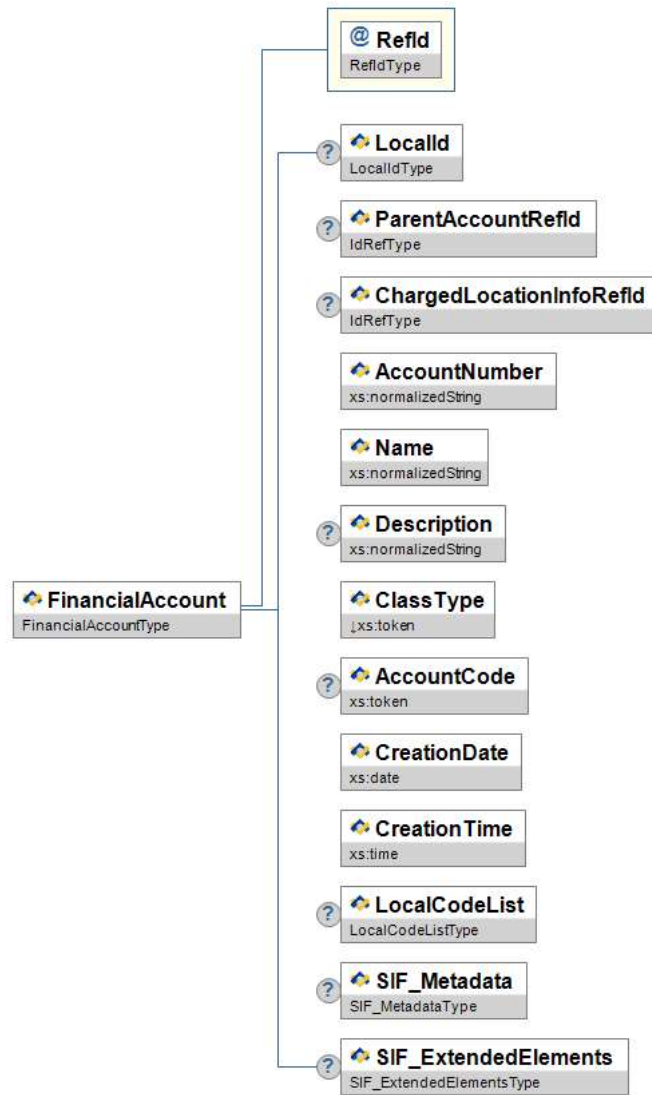 @ RefId
RefIdType
? LocalId
LocalIdType
? ParentAccountRefId
IdRefType
? ChargedLocationInfoRefId
IdRefType
AccountNumber
xs:normalizedString
Name
xs:normalizedString
? Description
xs:normalizedString
FinancialAccount
FinancialAccountType
ClassType
↓xs:token
? AccountCode
xs:token
CreationDate
xs:date
CreationTime
xs:time
? LocalCodeList
LocalCodeListType
? SIF_Metadata
SIF_MetadataType
? SIF_ExtendedElements
SIF_ExtendedElementsType